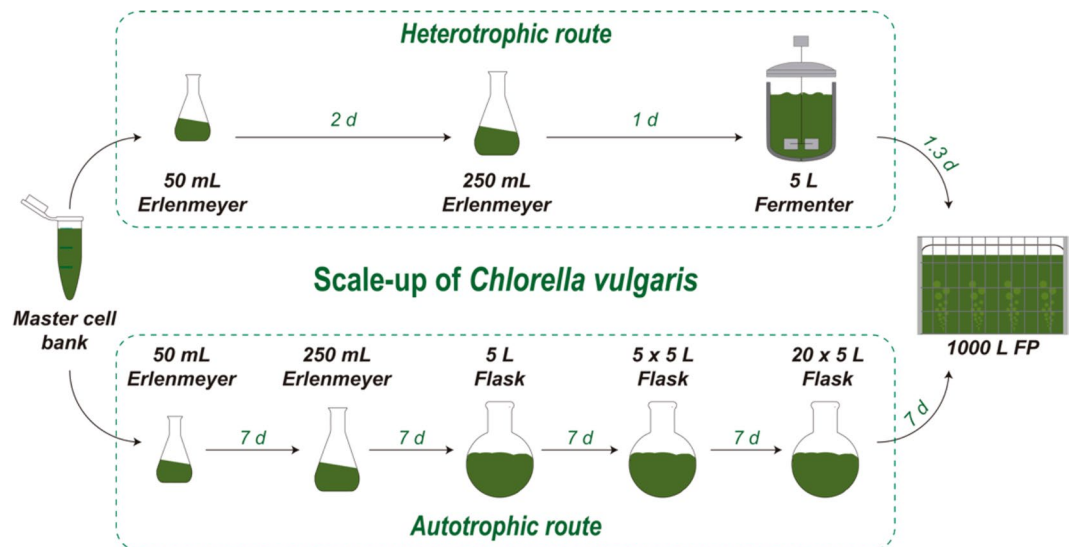 Heterotrophic route
2 d
1 d
1.3 d
50 mL
Erlenmeyer
250 mL
Erlenmeyer
5 L
Fermenter
Master cell
bank
Scale-up of Chlorella vulgaris
1000 L FP
50 mL
Erlenmeyer
250 mL
Erlenmeyer
5 L
Flask
5 x 5 L
Flask
20 x 5 L
Flask
7 d
7 d
7 d
7 d
7 d
Autotrophic route